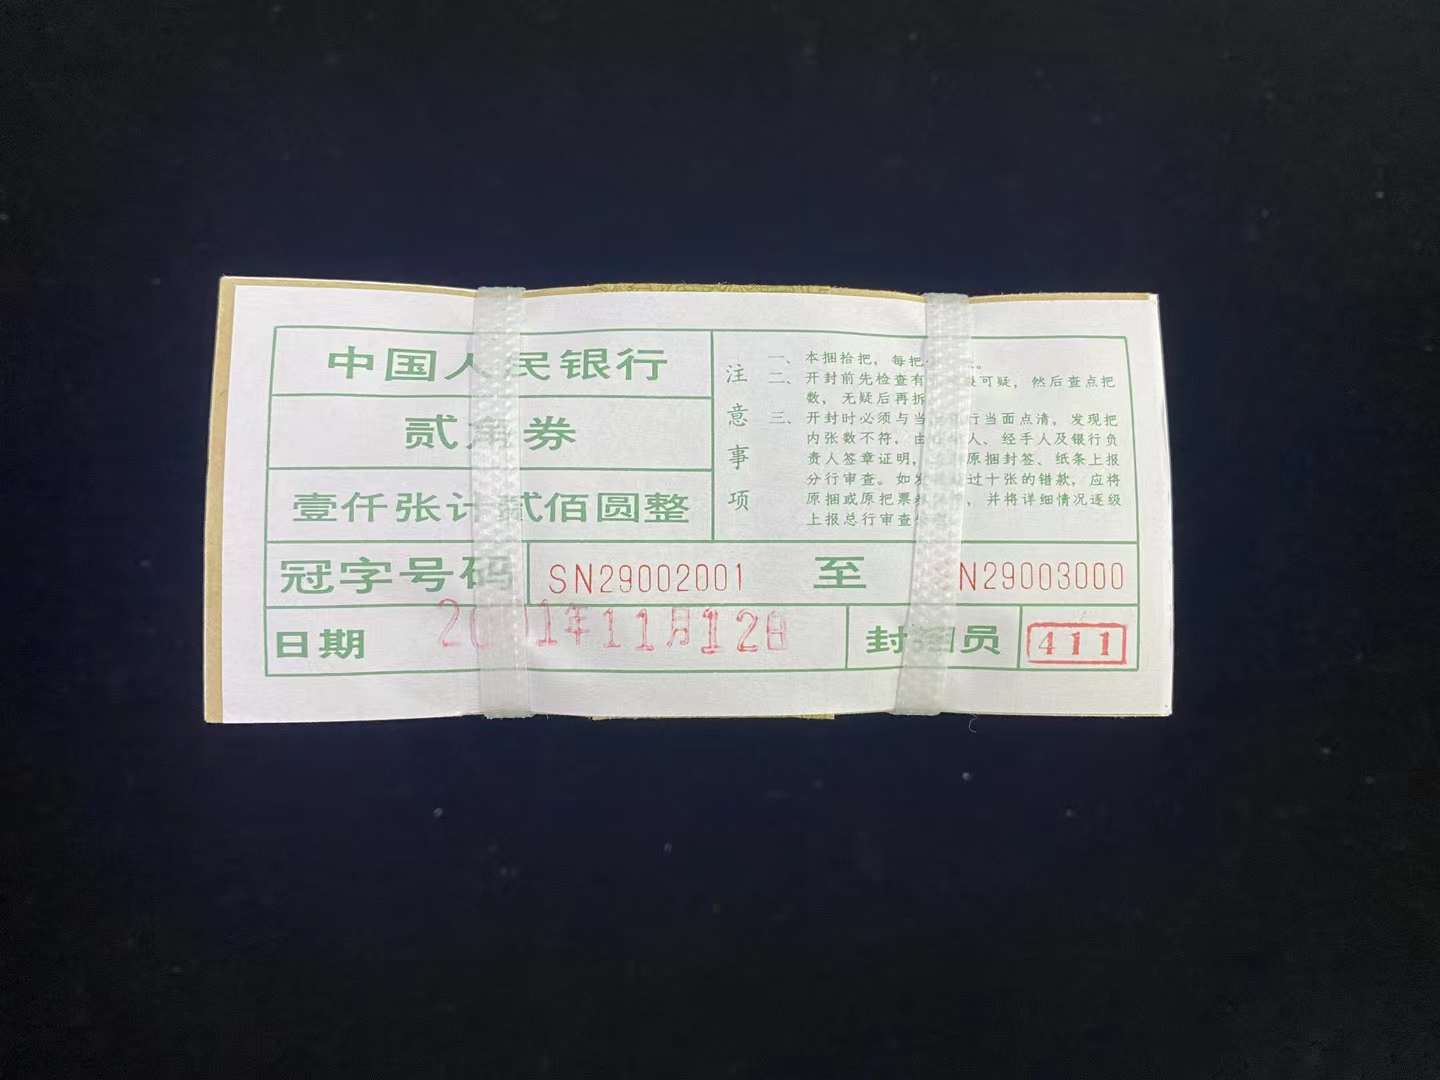 中国人民银行
贰角券
壹仟张计贰佰圆整
注意事项
一、本捆拾把，每把
二、开封前先检查有 可疑，然后查点把
数，无疑后再拆
三、开封时必须与当 行当面点清，发现把
内张数不符，由 人、经手人及银行负
责人签章证明， 原捆封签、纸条上报
分行审查。如发 过十张的错款，应将
原捆或原把票 ，并将详细情况逐级
上报总行审查
冠字号码 SN29002001 至 N29003000
日期 2001年11月12日 封捆员 411